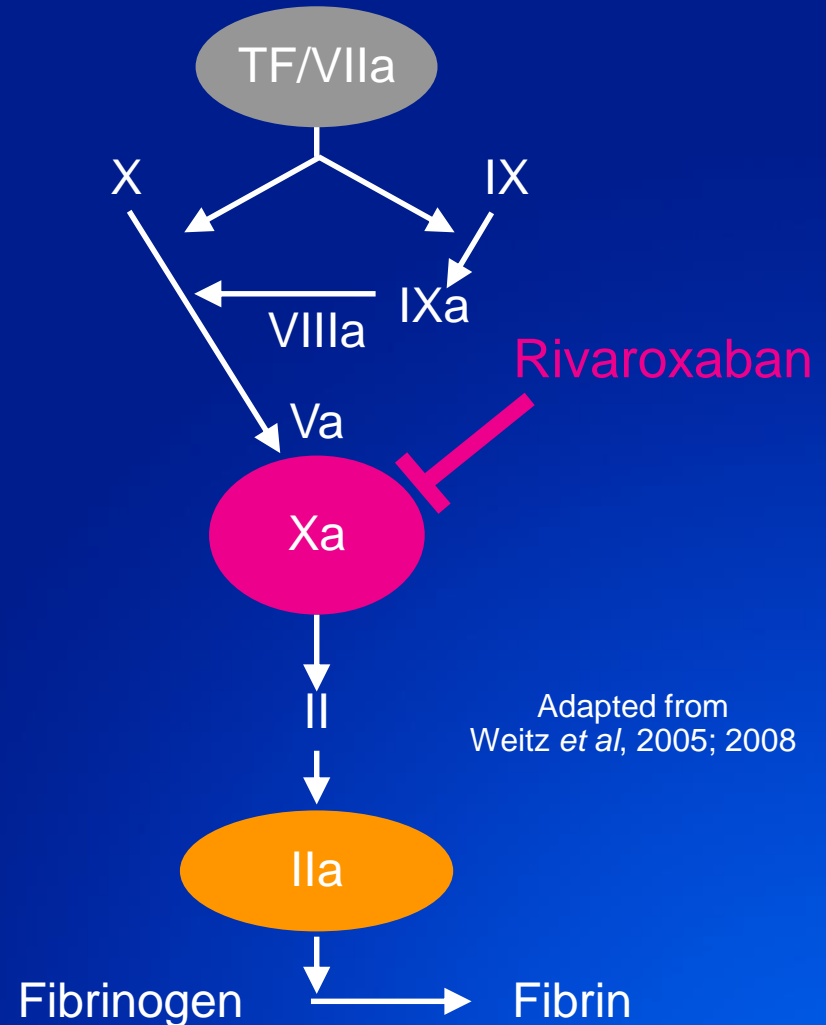 TF/VIIa
X
IX
IXa
VIIIa
Rivaroxaban
Va
Xa
II
Adapted from
Weitz et al, 2005; 2008
IIa
Fibrinogen
Fibrin